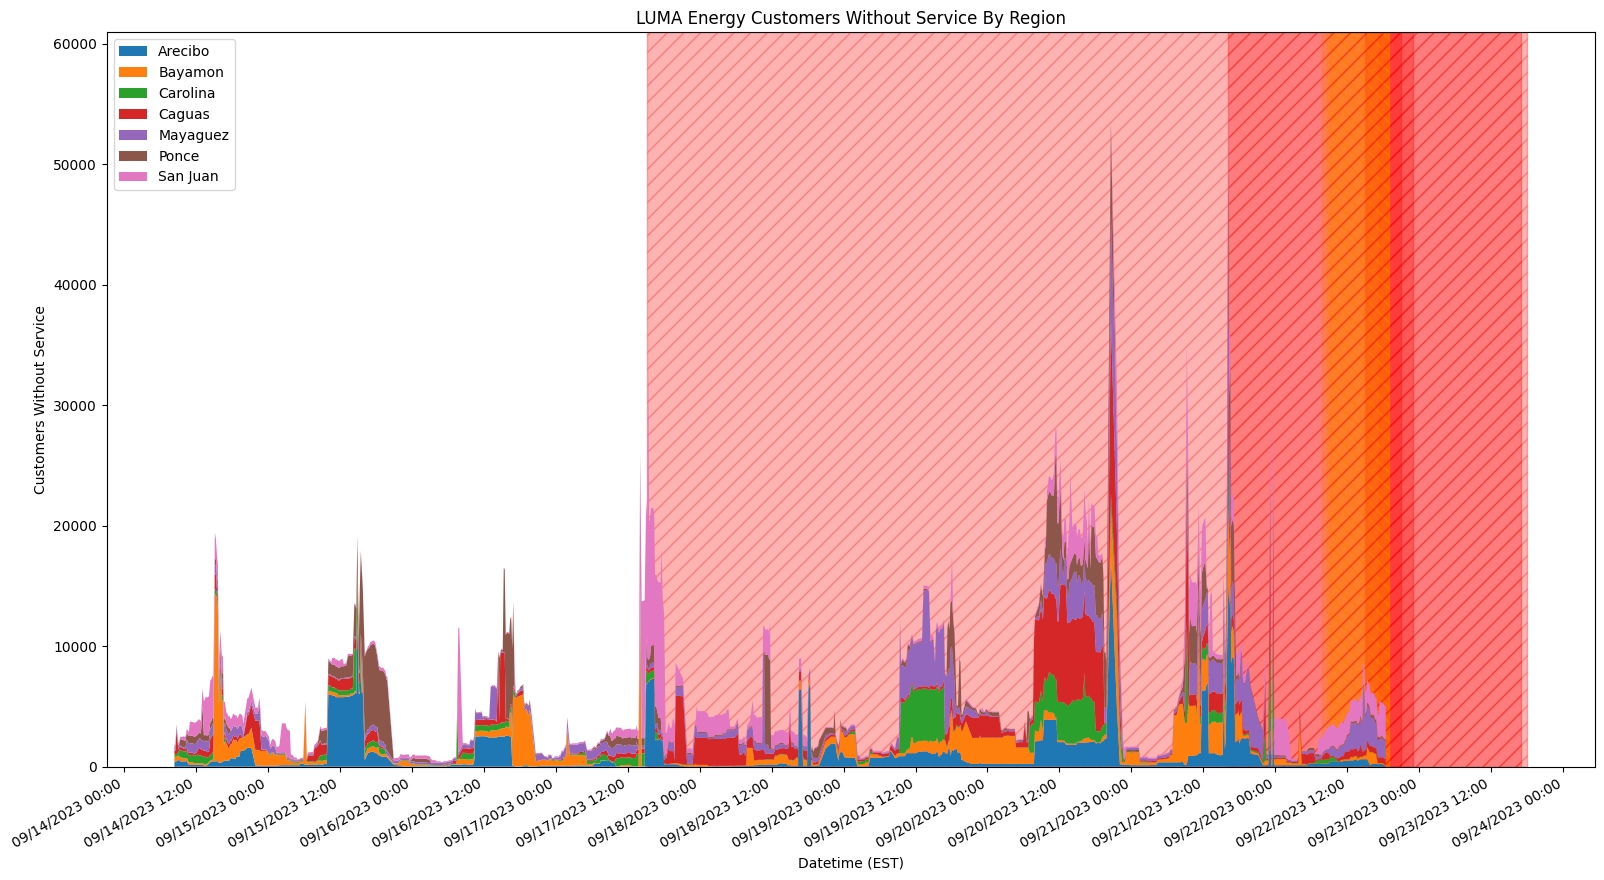 LUMA Energy Customers Without Service By Region
60000
50000
40000
30000
20000
10000
0
Customers Without Service
Arecibo
Bayamon
Carolina
Caguas
Mayaguez
Ponce
San Juan
09/14/2023 00:00
09/14/2023 12:00
09/15/2023 00:00
09/15/2023 12:00
09/16/2023 00:00
09/16/2023 12:00
09/17/2023 00:00
09/17/2023 12:00
09/18/2023 00:00
09/18/2023 12:00
09/19/2023 00:00
09/19/2023 12:00
09/20/2023 00:00
09/20/2023 12:00
09/21/2023 00:00
09/21/2023 12:00
09/22/2023 00:00
09/22/2023 12:00
09/23/2023 00:00
09/23/2023 12:00
09/24/2023 00:00
Datetime (EST)